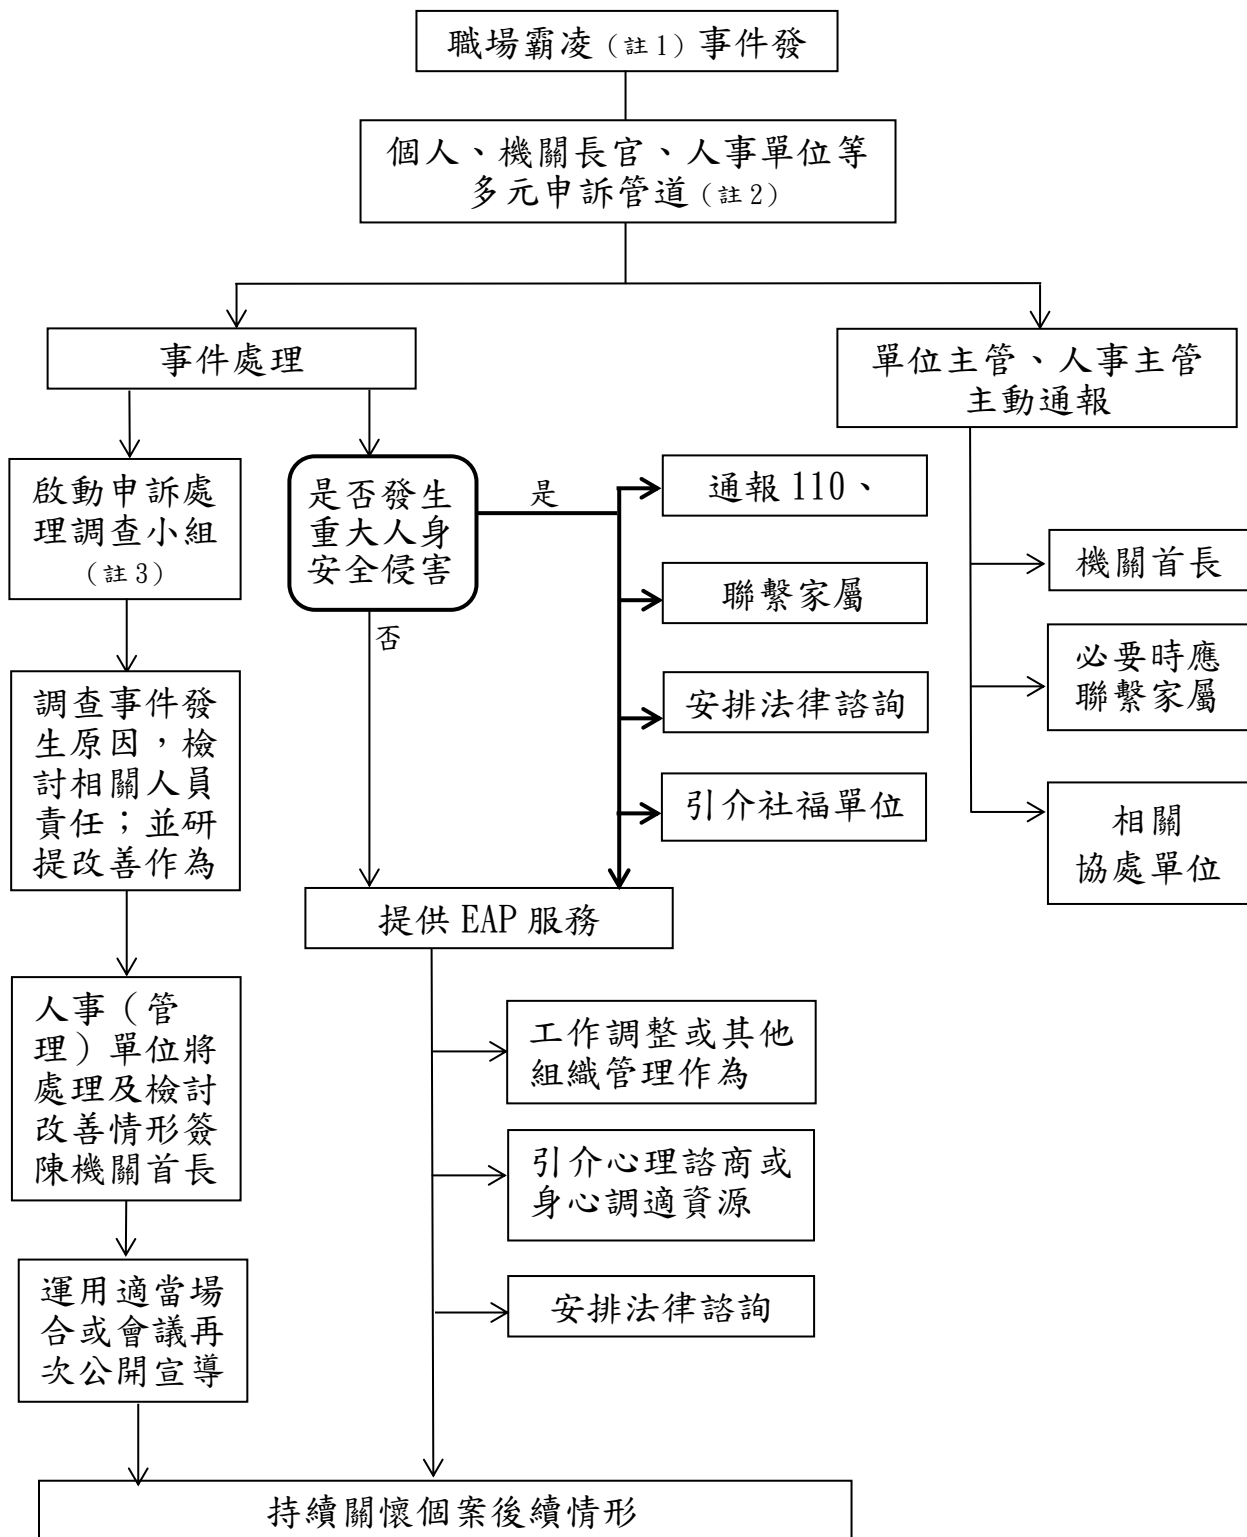 職場霸凌（註1）事件發
個人、機關長官、人事單位等
多元申訴管道（註2）
事件處理
單位主管、人事主管
主動通報
啟動申訴處
理調查小組
（註3）
是否發生
重大人身
安全侵害
是
否
通報 110、
聯繫家屬
安排法律諮詢
引介社福單位
機關首長
必要時應
聯繫家屬
相關
協處單位
調查事件發
生原因，檢
討相關人員
責任；並研
提改善作為
提供 EAP 服務
人事（管
理）單位將
處理及檢討
改善情形簽
陳機關首長
工作調整或其他
組織管理作為
引介心理諮商或
身心調適資源
安排法律諮詢
運用適當場
合或會議再
次公開宣導
持續關懷個案後續情形